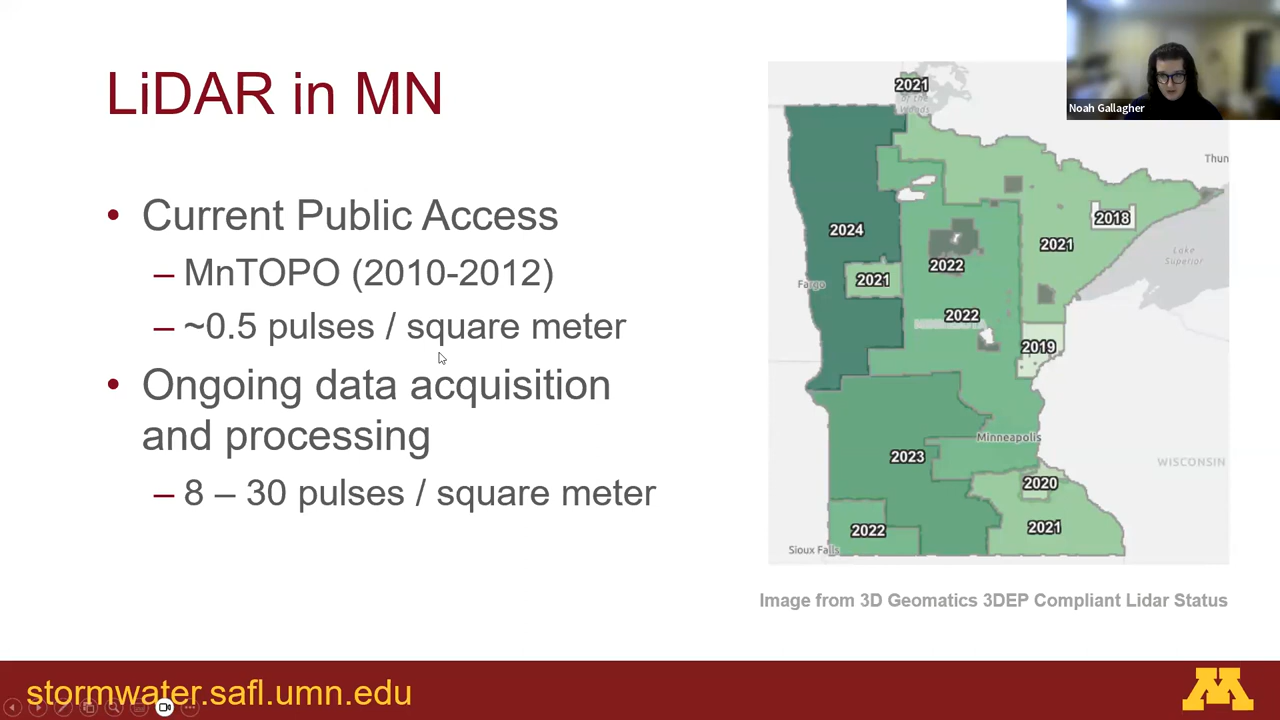 LiDAR in MN
Noah Gallagher
• Current Public Access
– MnTOPO (2010-2012)
– ~0.5 pulses / square meter
• Ongoing data acquisition
and processing
– 8 – 30 pulses / square meter
2021
of the
Woods
Thun
2018
2024
2021
Lake
Superior
2022
2021
Fargo
2022
2019
Minneapolis
2023
WISCONSIN
2020
2022
2021
Sioux Falls
Image from 3D Geomatics 3DEP Compliant Lidar Status
stormwater.safl.umn.edu
M